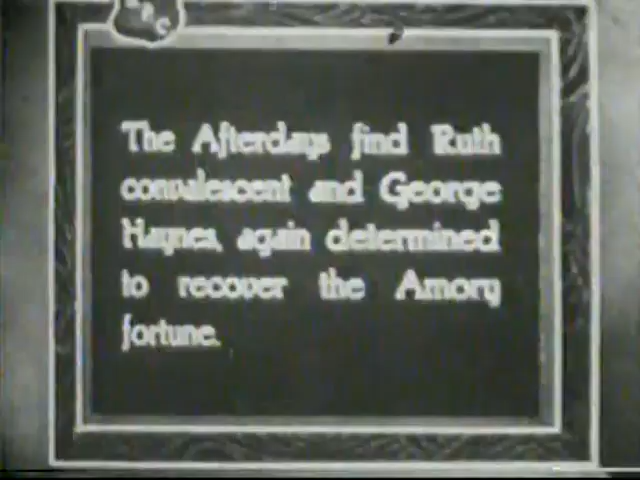 The Afterdays find Ruth
convalescent and George
Haynes, again determined
to recover the Amory
fortune.